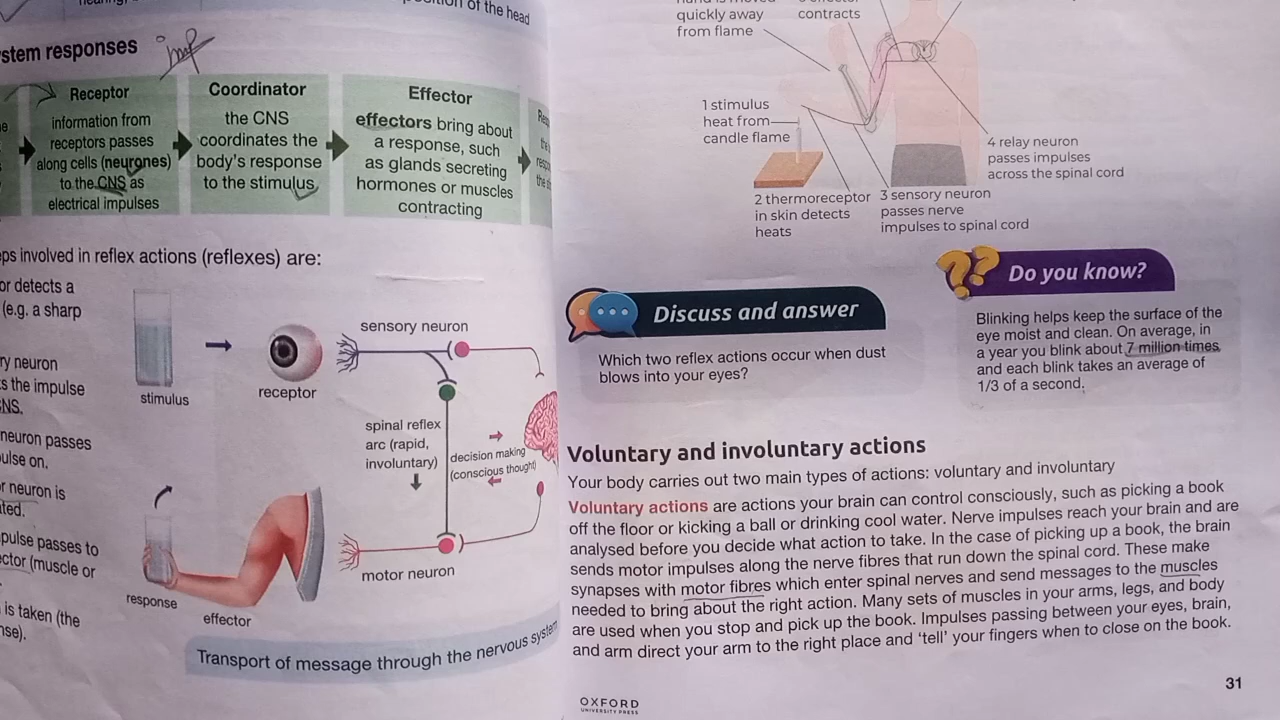 position of the head
stem responses
imp
Receptor
information from
receptors passes
along cells (neurones)
to the CNS as
electrical impulses
Coordinator
the CNS
coordinates the
body's response
to the stimulus
Effector
effectors bring about
a response, such
as glands secreting
hormones or muscles
contracting
ps involved in reflex actions (reflexes) are:
or detects a
(e.g. a sharp
ry neuron
s the impulse
CNS.
neuron passes
ulse on.
r neuron is
ted.
pulse passes to
ector (muscle or
is taken (the
nse).
stimulus
receptor
sensory neuron
spinal reflex
arc (rapid,
involuntary)
decision making
(conscious thought)
motor neuron
response
effector
Transport of message through the nervous system
quickly away
from flame
contracts
1 stimulus
heat from
candle flame
2 thermoreceptor
in skin detects
heats
3 sensory neuron
passes nerve
impulses to spinal cord
4 relay neuron
passes impulses
across the spinal cord
Discuss and answer
Which two reflex actions occur when dust
blows into your eyes?
Do you know?
Blinking helps keep the surface of the
eye moist and clean. On average, in
a year you blink about 7 million times
and each blink takes an average of
1/3 of a second.
Voluntary and involuntary actions
Your body carries out two main types of actions: voluntary and involuntary
Voluntary actions are actions your brain can control consciously, such as picking a book
off the floor or kicking a ball or drinking cool water. Nerve impulses reach your brain and are
analysed before you decide what action to take. In the case of picking up a book, the brain
sends motor impulses along the nerve fibres that run down the spinal cord. These make
synapses with motor fibres which enter spinal nerves and send messages to the muscles
needed to bring about the right action. Many sets of muscles in your arms, legs, and body
are used when you stop and pick up the book. Impulses passing between your eyes, brain,
and arm direct your arm to the right place and 'tell' your fingers when to close on the book.
OXFORD
UNIVERSITY PRESS
31